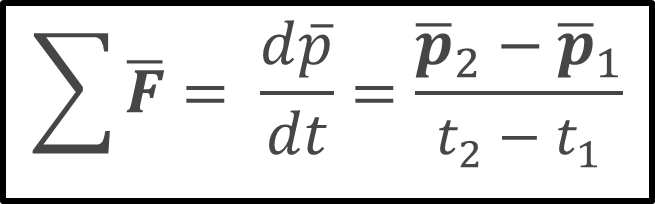 ∑ F̅ = dp̅/dt = (p̅₂ − p̅₁)/(t₂ − t₁)